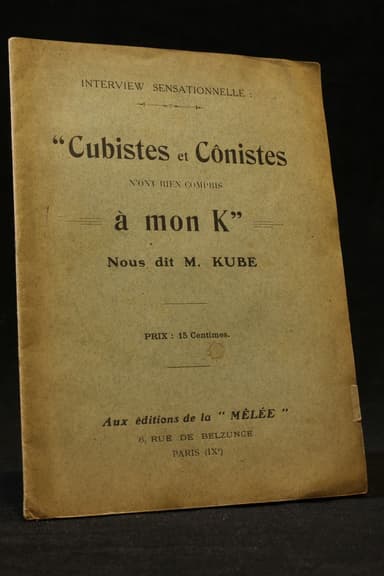 INTERVIEW SENSATIONNELLE :
“Cubistes et Cônistes
N'ONT RIEN COMPRIS
à mon K”
Nous dit M. KUBE
PRIX : 15 Centimes.
Aux éditions de la “ MÊLÉE ”
6, RUE DE BELZUNCE
PARIS (IXᵉ)